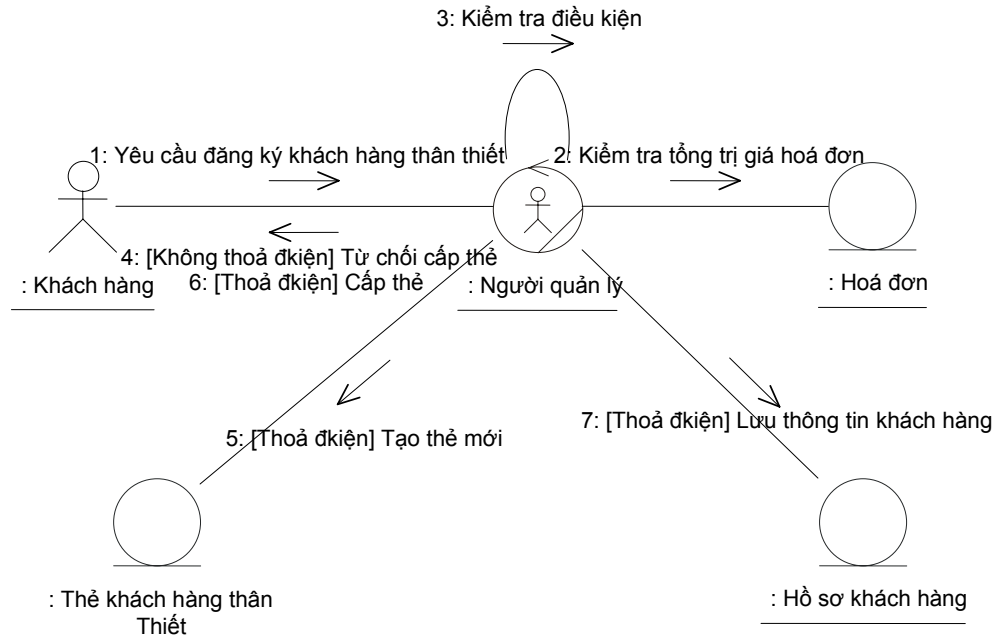 3: Kiểm tra điều kiện
1: Yêu cầu đăng ký khách hàng thân thiết
2: Kiểm tra tổng trị giá hoá đơn
4: [Không thoả đkiện] Từ chối cấp thẻ
6: [Thoả đkiện] Cấp thẻ
: Khách hàng
: Người quản lý
: Hoá đơn
5: [Thoả đkiện] Tạo thẻ mới
7: [Thoả đkiện] Lưu thông tin khách hàng
: Thẻ khách hàng thân
Thiết
: Hồ sơ khách hàng